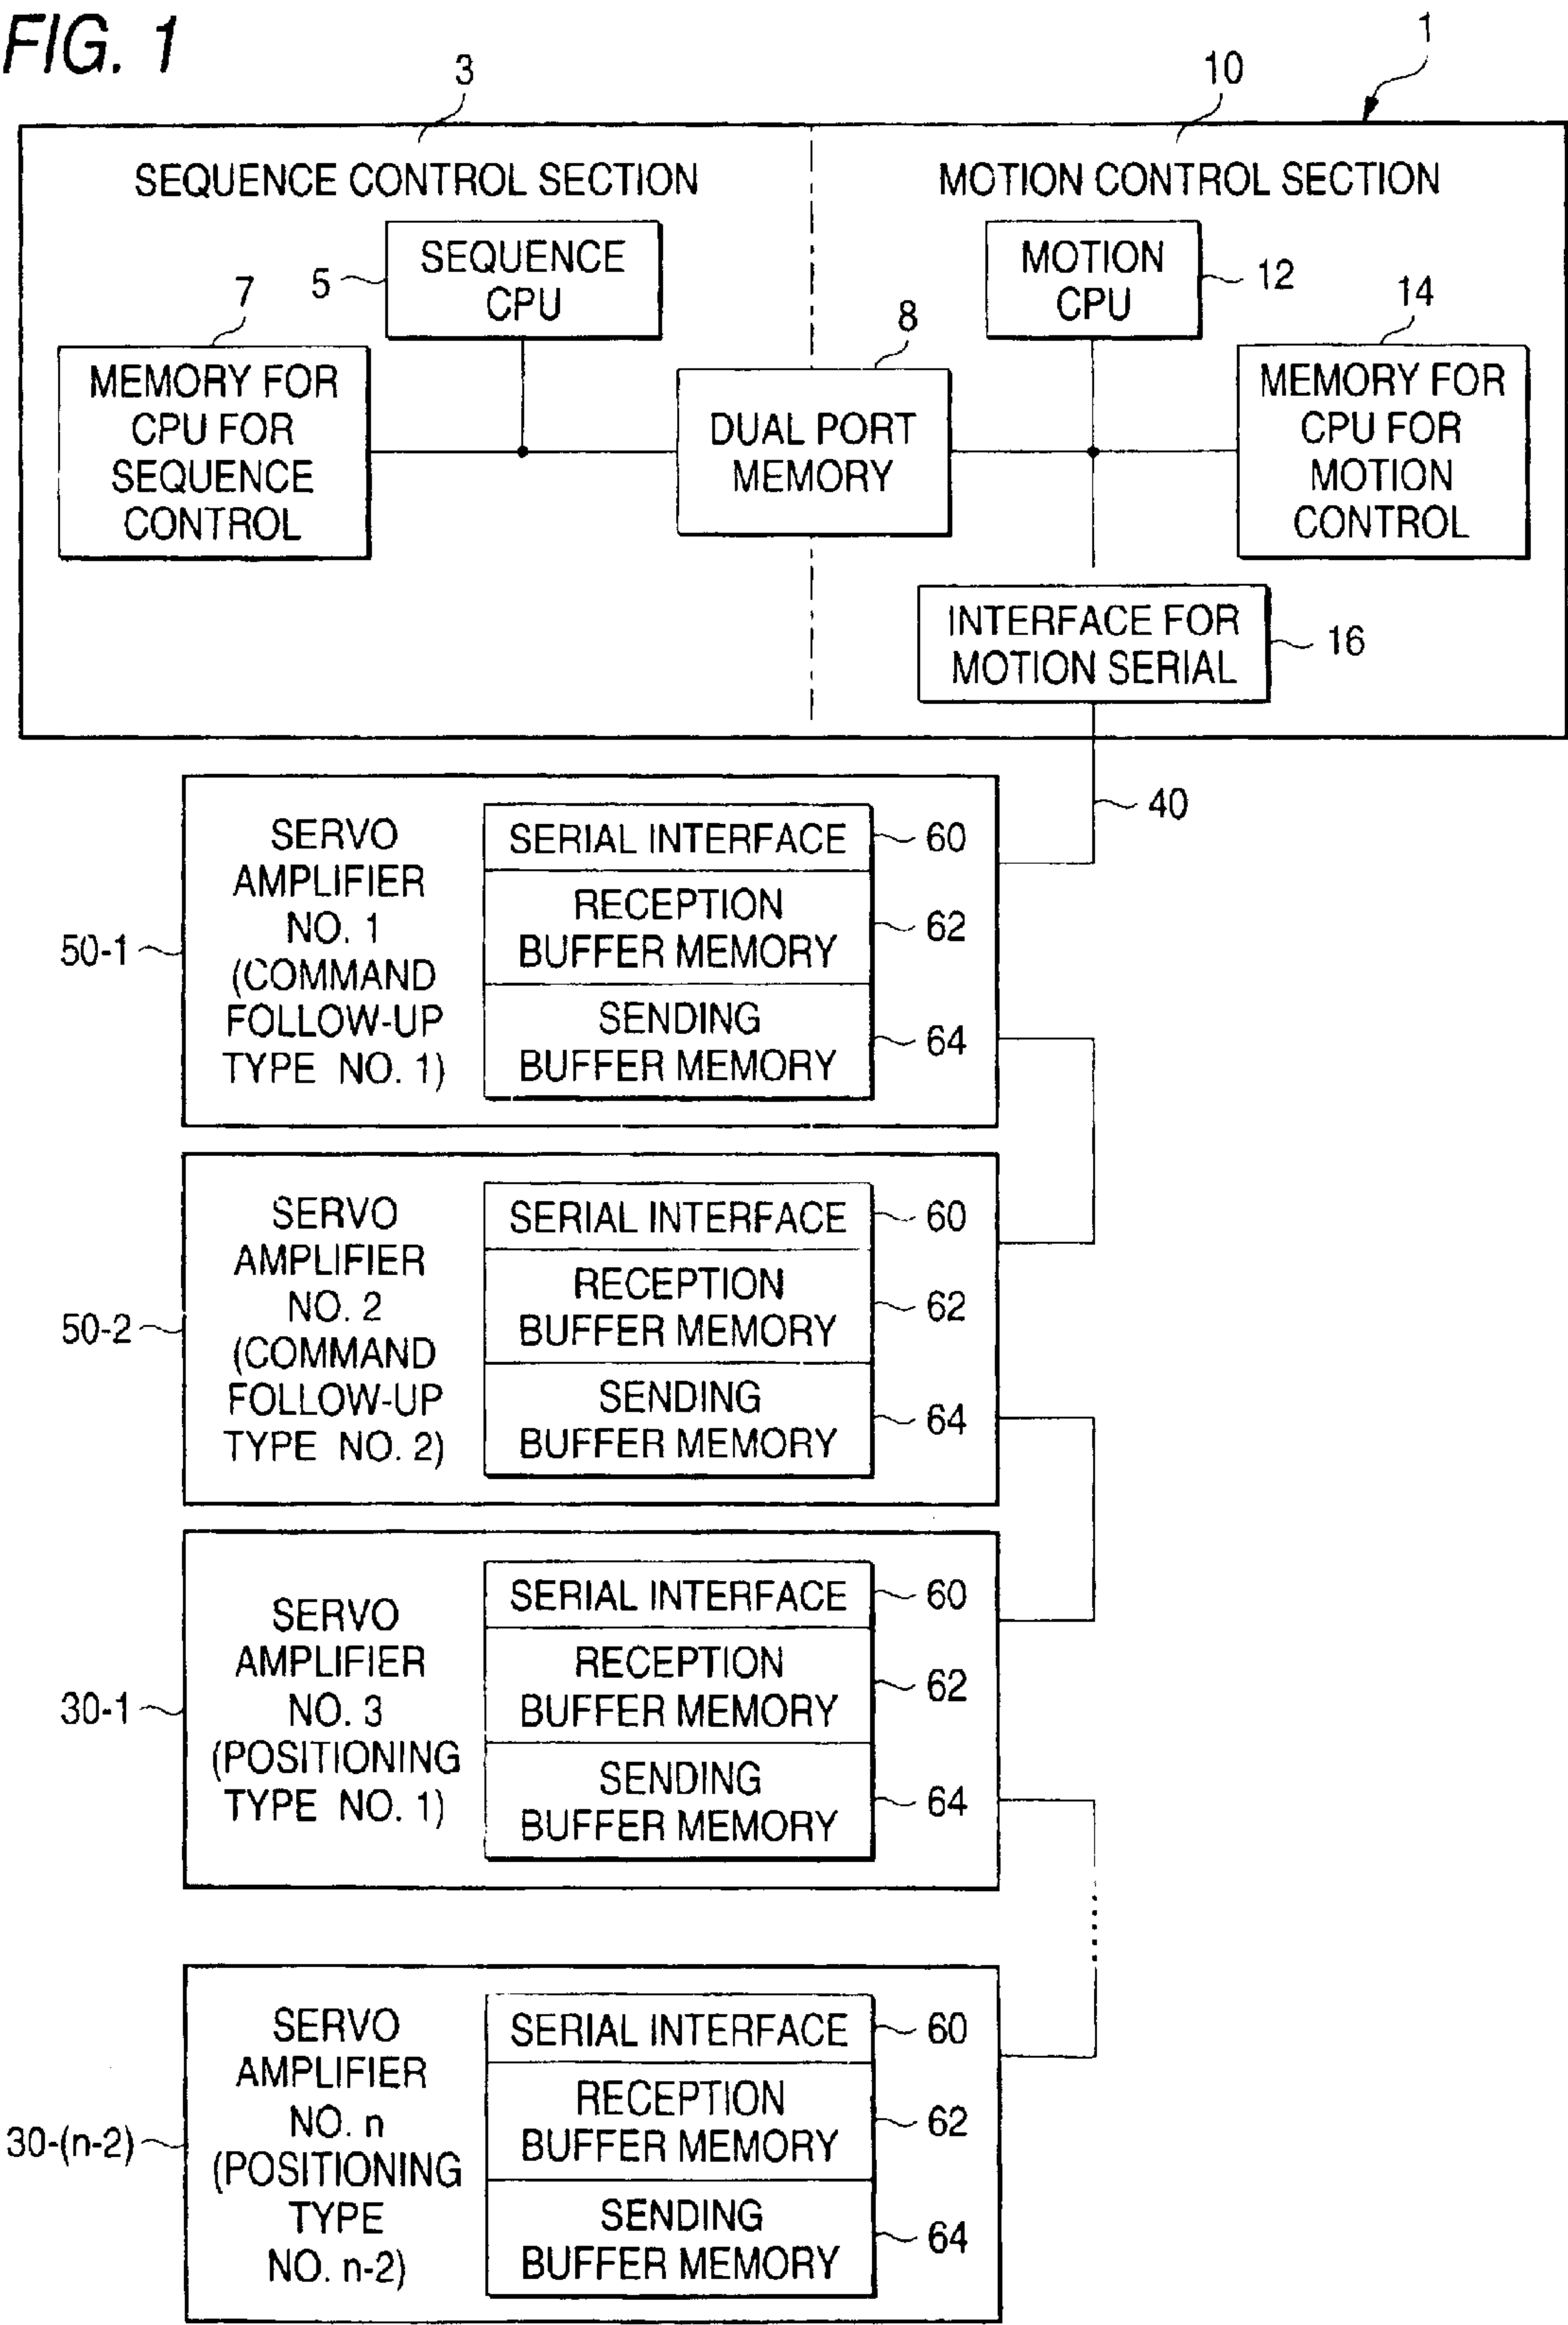 FIG. 1
1
3
10
SEQUENCE CONTROL SECTION
MOTION CONTROL SECTION
5
SEQUENCE
CPU
MOTION
CPU
12
7
MEMORY FOR
CPU FOR
SEQUENCE
CONTROL
8
DUAL PORT
MEMORY
14
MEMORY FOR
CPU FOR
MOTION
CONTROL
INTERFACE FOR
MOTION SERIAL
16
40
50-1
SERVO
AMPLIFIER
NO. 1
(COMMAND
FOLLOW-UP
TYPE NO. 1)
SERIAL INTERFACE
60
RECEPTION
BUFFER MEMORY
62
SENDING
BUFFER MEMORY
64
50-2
SERVO
AMPLIFIER
NO. 2
(COMMAND
FOLLOW-UP
TYPE NO. 2)
SERIAL INTERFACE
60
RECEPTION
BUFFER MEMORY
62
SENDING
BUFFER MEMORY
64
30-1
SERVO
AMPLIFIER
NO. 3
(POSITIONING
TYPE NO. 1)
SERIAL INTERFACE
60
RECEPTION
BUFFER MEMORY
62
SENDING
BUFFER MEMORY
64
30-(n-2)
SERVO
AMPLIFIER
NO. n
(POSITIONING
TYPE
NO. n-2)
SERIAL INTERFACE
60
RECEPTION
BUFFER MEMORY
62
SENDING
BUFFER MEMORY
64